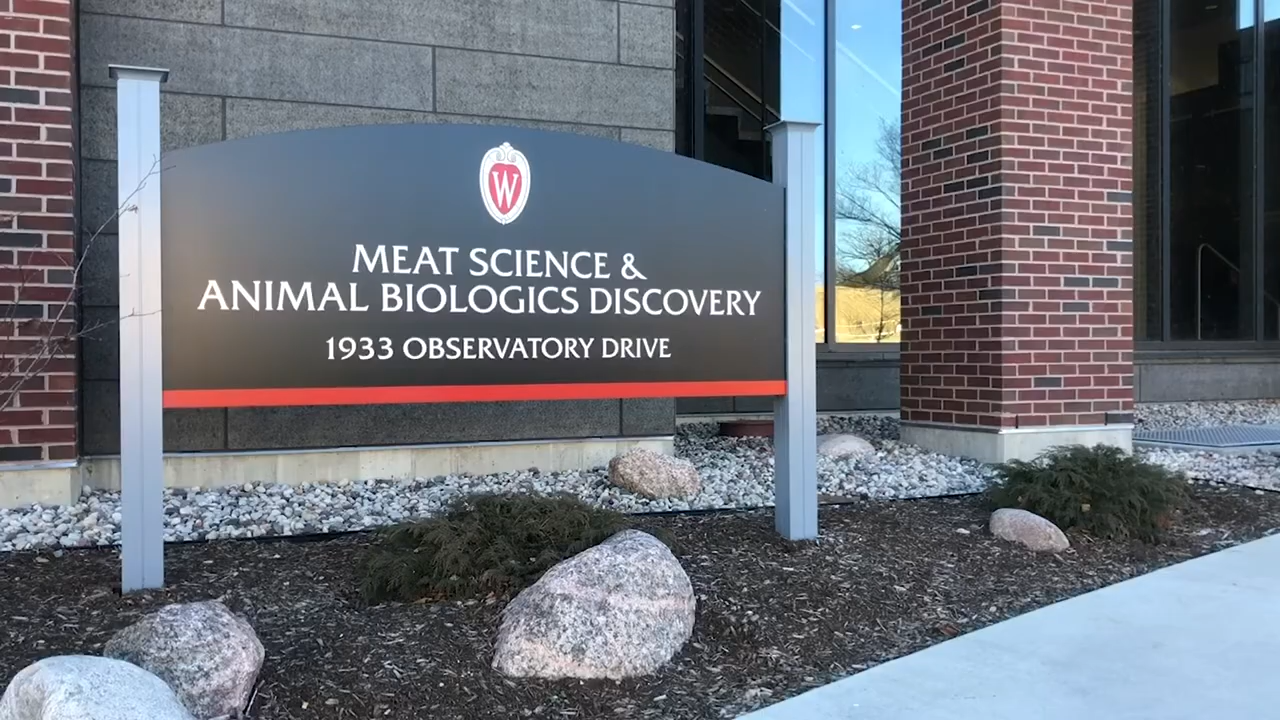 W
MEAT SCIENCE &
ANIMAL BIOLOGICS DISCOVERY
1933 OBSERVATORY DRIVE